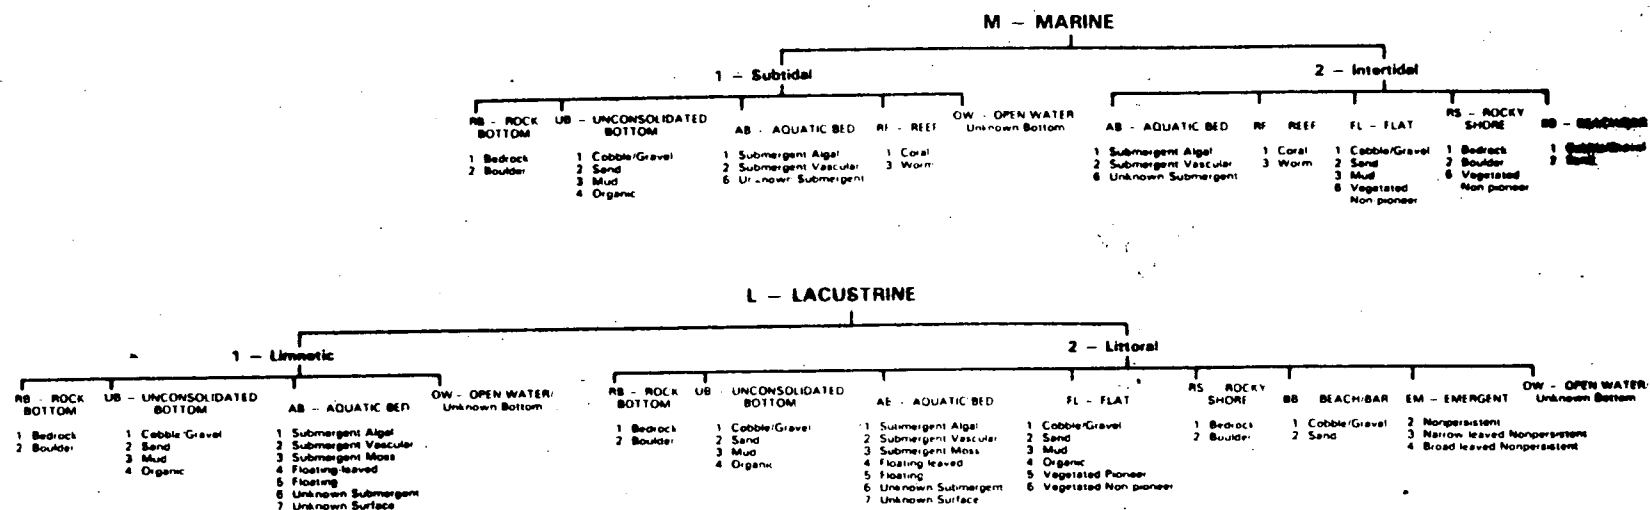 M – MARINE
1 – Subtidal
2 – Intertidal
RB - ROCK
BOTTOM
1 Bedrock
2 Boulder
UB - UNCONSOLIDATED
BOTTOM
1 Cobble/Gravel
2 Sand
3 Mud
4 Organic
AB - AQUATIC BED
1 Submergent Algal
2 Submergent Vascular
6 Unknown Submergent
RF - REEF
1 Coral
3 Worm
OW - OPEN WATER
Unknown Bottom
AB - AQUATIC BED
1 Submergent Algal
2 Submergent Vascular
6 Unknown Submergent
RF REEF
1 Coral
3 Worm
FL - FLAT
1 Cobble/Gravel
2 Sand
3 Mud
6 Vegetated
Non pioneer
RS - ROCKY
SHORE
1 Bedrock
2 Boulder
6 Vegetated
Non pioneer
BB - BEACH/BAR
1 Cobble/Gravel
2 Sand
L – LACUSTRINE
1 – Limnetic
2 – Littoral
RB - ROCK
BOTTOM
1 Bedrock
2 Boulder
UB - UNCONSOLIDATED
BOTTOM
1 Cobble/Gravel
2 Sand
3 Mud
4 Organic
AB - AQUATIC BED
1 Submergent Algal
2 Submergent Vascular
3 Submergent Moss
4 Floating-leaved
5 Floating
6 Unknown Submergent
7 Unknown Surface
OW - OPEN WATER/
Unknown Bottom
RB - ROCK
BOTTOM
1 Bedrock
2 Boulder
UB - UNCONSOLIDATED
BOTTOM
1 Cobble/Gravel
2 Sand
3 Mud
4 Organic
AB - AQUATIC BED
1 Submergent Algal
2 Submergent Vascular
3 Submergent Moss
4 Floating leaved
5 Floating
6 Unknown Submergent
7 Unknown Surface
FL - FLAT
1 Cobble/Gravel
2 Sand
3 Mud
4 Organic
5 Vegetated Pioneer
6 Vegetated Non pioneer
RS ROCKY
SHORE
1 Bedrock
2 Boulder
BB BEACH/BAR
1 Cobble/Gravel
2 Sand
EM - EMERGENT
2 Nonpersistent
3 Narrow leaved Nonpersistent
4 Broad leaved Nonpersistent
OW - OPEN WATER/
Unknown Bottom